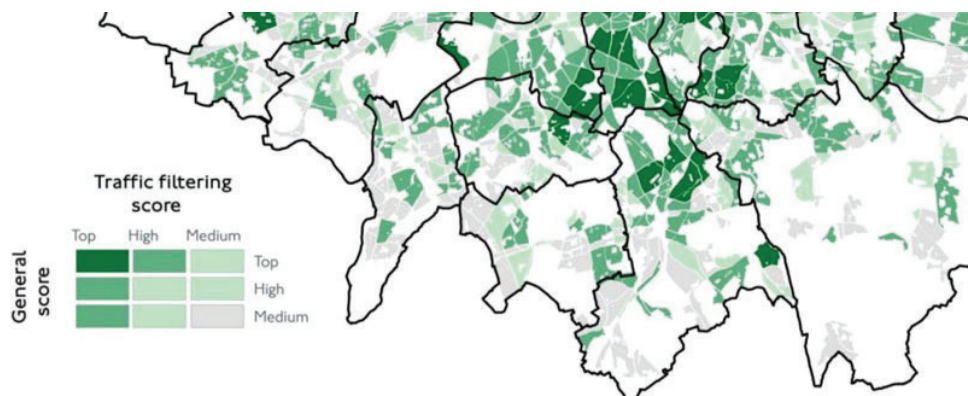 Traffic filtering
score
Top High Medium
Top
High
Medium
General
score